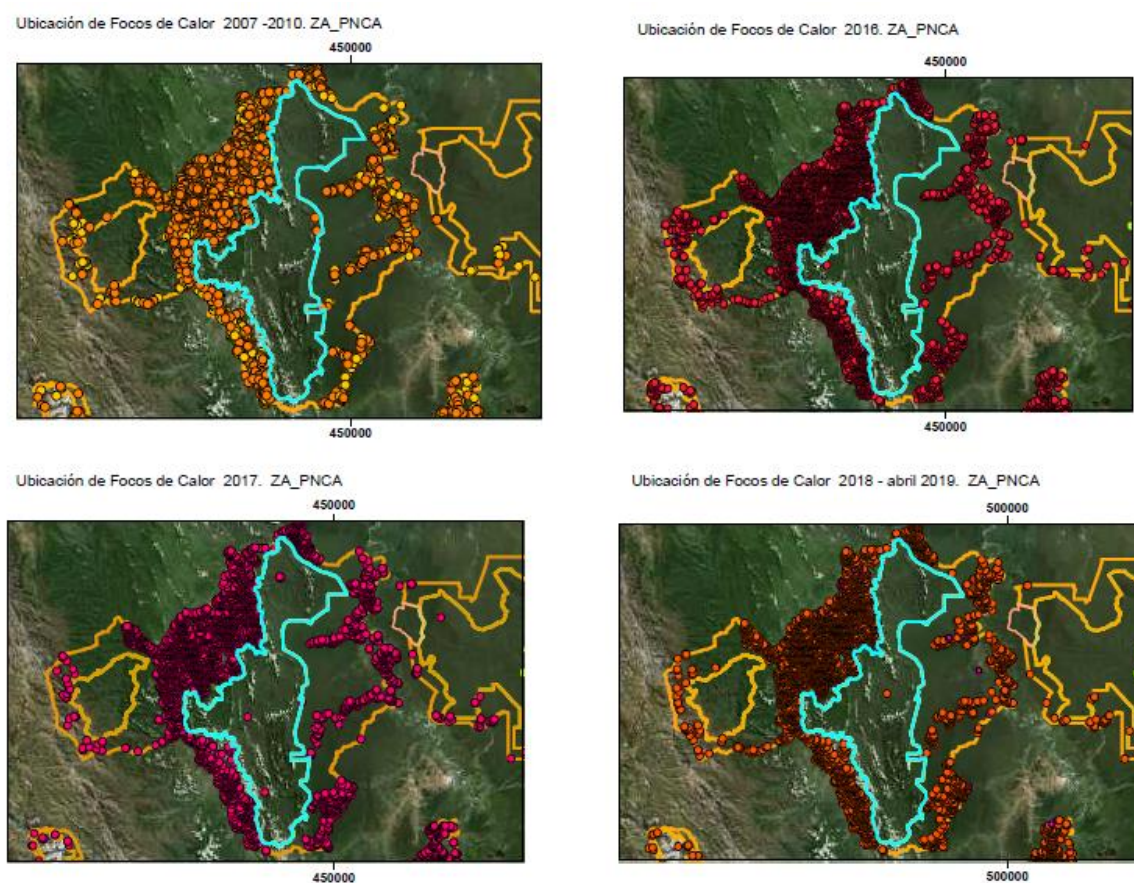 Ubicación de Focos de Calor 2007 -2010. ZA_PNCA
450000
450000
Ubicación de Focos de Calor 2016. ZA_PNCA
450000
450000
Ubicación de Focos de Calor 2017. ZA_PNCA
450000
450000
Ubicación de Focos de Calor 2018 - abril 2019. ZA_PNCA
500000
500000